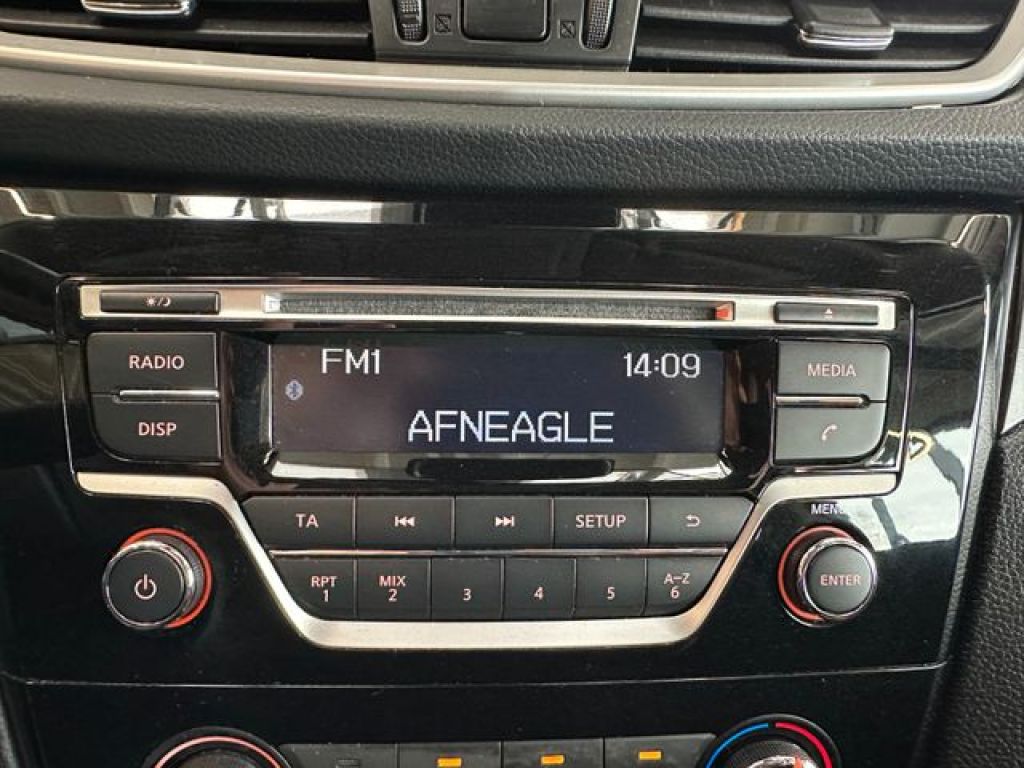 FM1 14:09
AFNEAGLE
RADIO
DISP
MEDIA
TA
SETUP
MENU
RPT
1
MIX
2
3
4
5
A-Z
6
ENTER